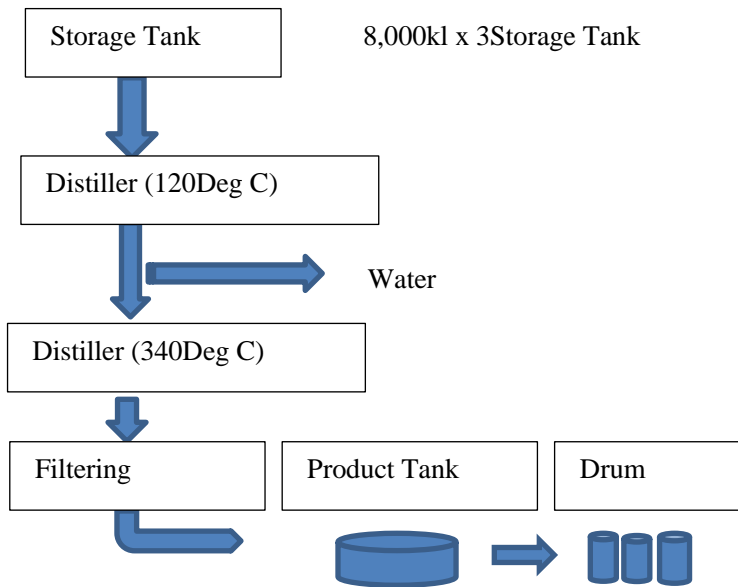 Storage Tank
8,000kl x 3Storage Tank
Distiller (120Deg C)
Water
Distiller (340Deg C)
Filtering
Product Tank
Drum